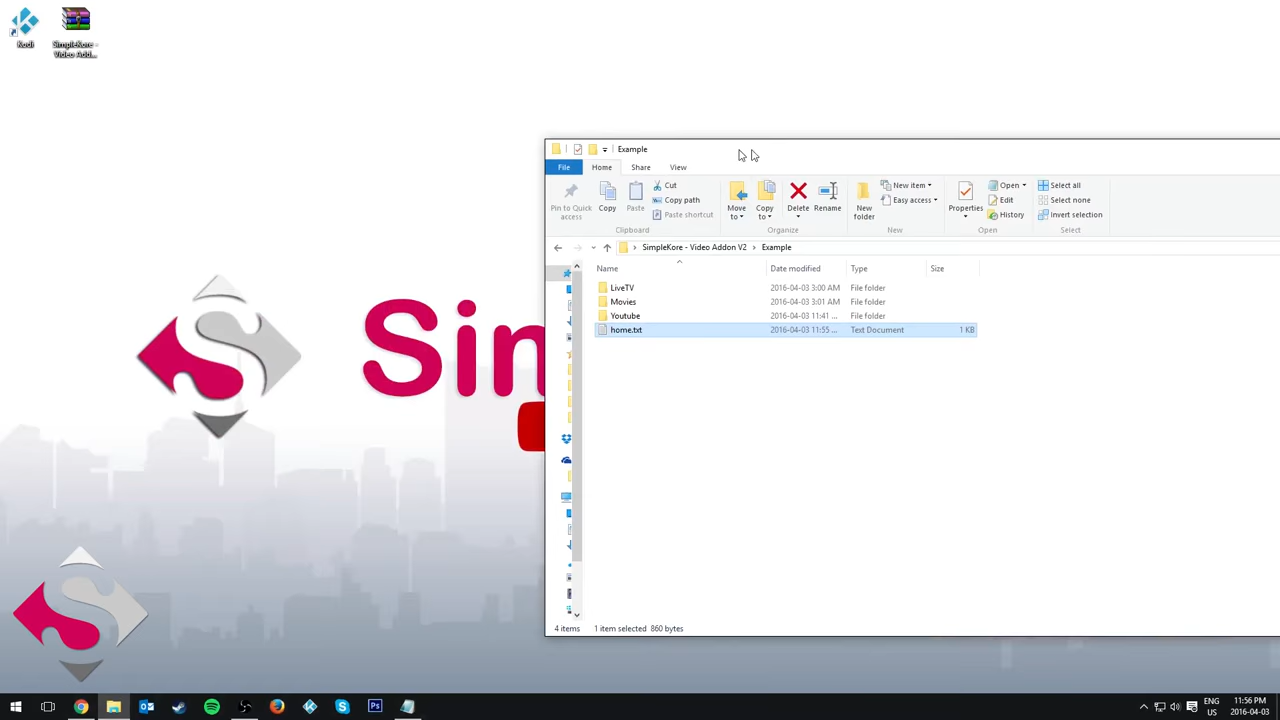 Kodi
SimpleKore -
Video Add...
Example
File
Home
Share
View
Pin to Quick
access
Copy
Paste
Cut
Copy path
Paste shortcut
Clipboard
Move
to
Copy
to
Delete
Rename
Organize
New
folder
New item
Easy access
New
Properties
Open
Edit
History
Open
Select all
Select none
Invert selection
Select
SimpleKore - Video Addon V2 > Example
Name
Date modified
Type
Size
LiveTV 2016-04-03 3:00 AM File folder
Movies 2016-04-03 3:01 AM File folder
Youtube 2016-04-03 11:41 ... File folder
home.txt 2016-04-03 11:55 ... Text Document 1 KB
Sin
4 items 1 item selected 860 bytes
ENG 11:56 PM
US 2016-04-03